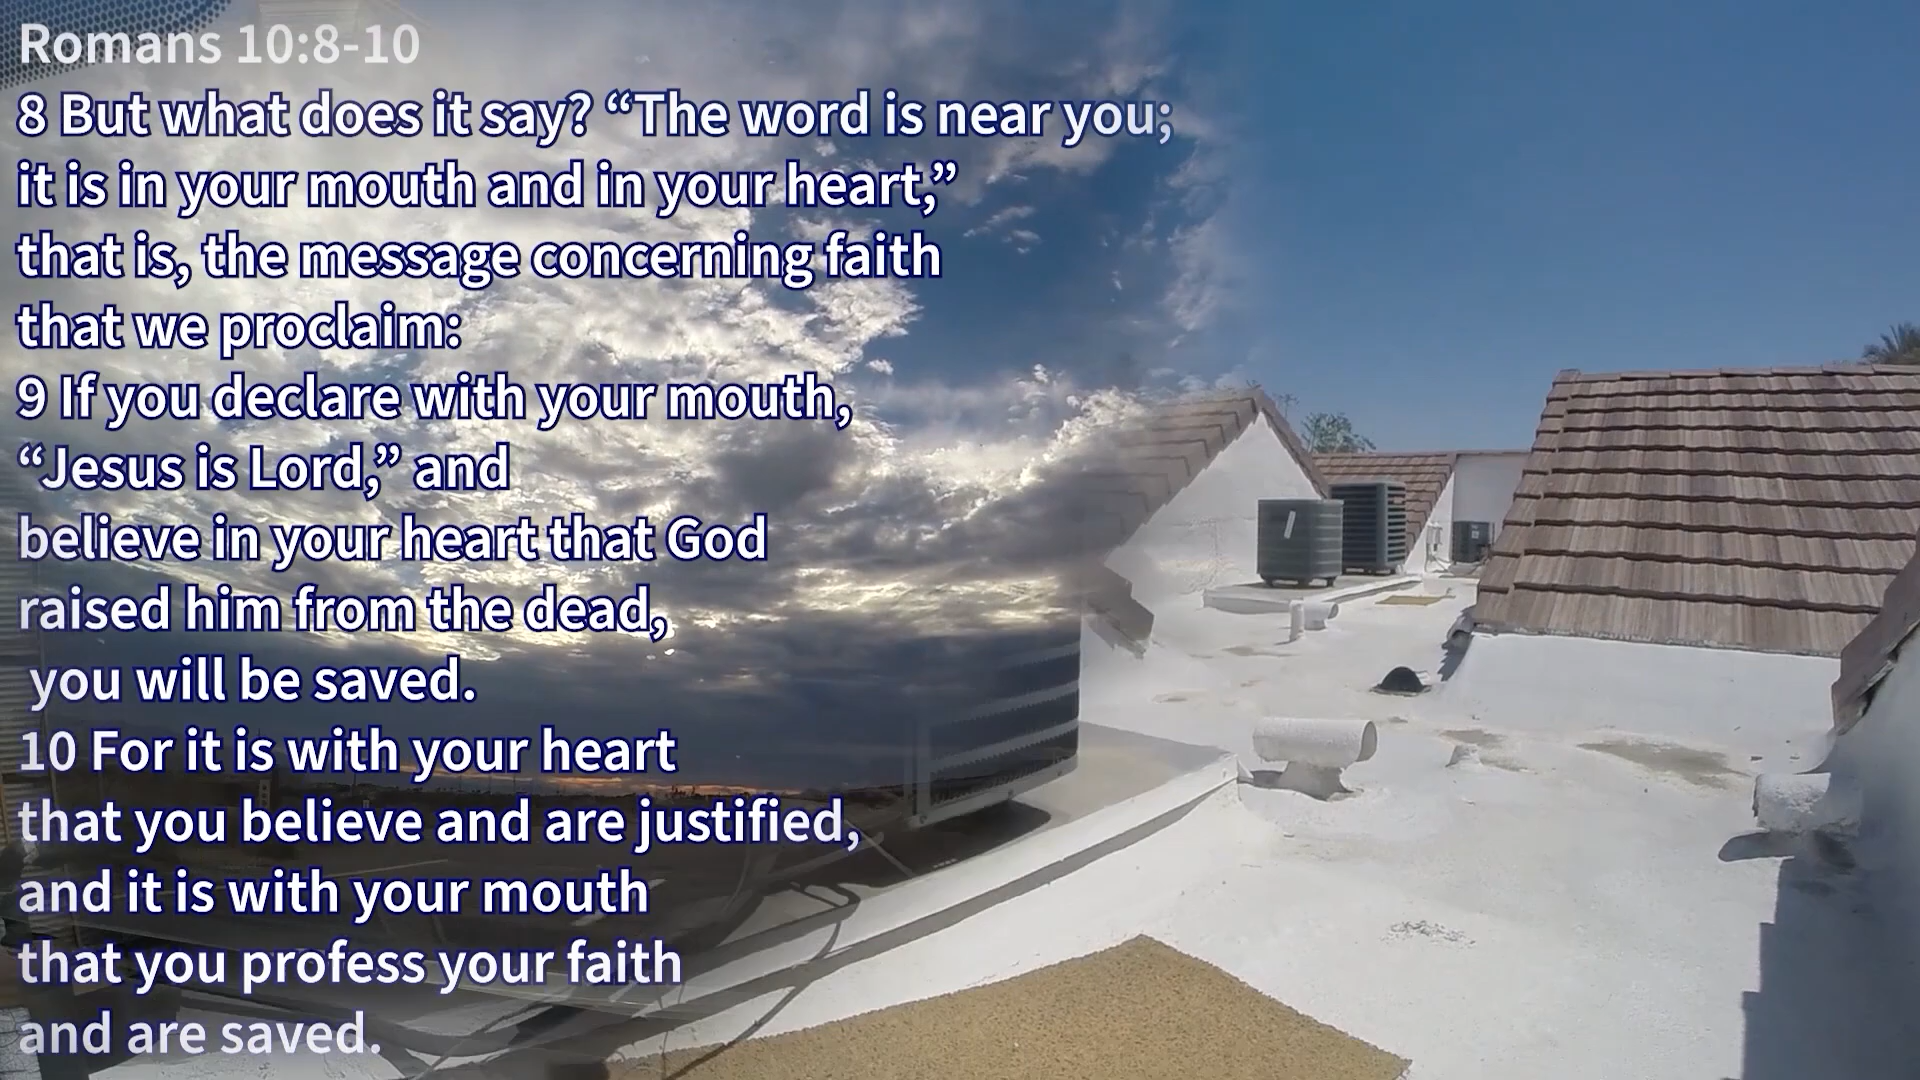 Romans 10:8-10
8 But what does it say? “The word is near you;
it is in your mouth and in your heart,”
that is, the message concerning faith
that we proclaim:
9 If you declare with your mouth,
“Jesus is Lord,” and
believe in your heart that God
raised him from the dead,
you will be saved.
10 For it is with your heart
that you believe and are justified,
and it is with your mouth
that you profess your faith
and are saved.